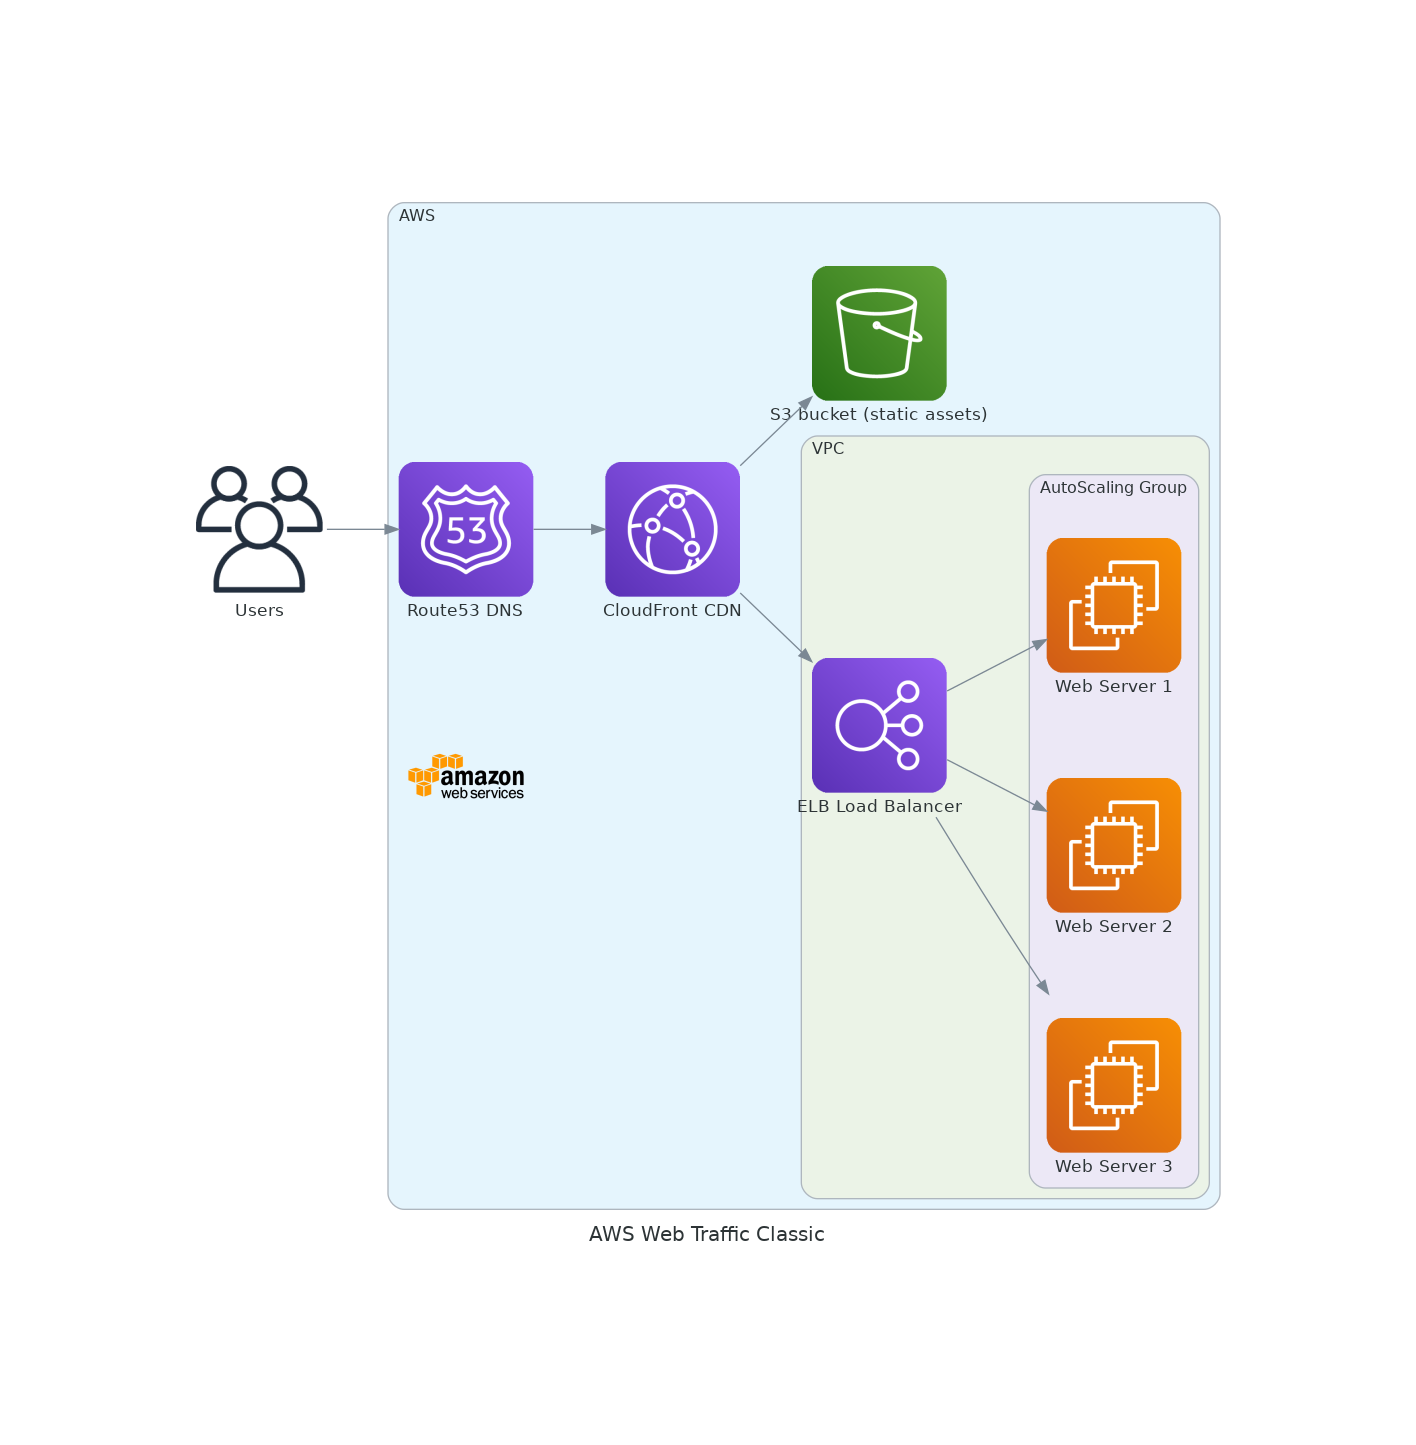 AWS
S3 bucket (static assets)
VPC
AutoScaling Group
53
Users
Route53 DNS
CloudFront CDN
Web Server 1
amazon
web services
ELB Load Balancer
Web Server 2
Web Server 3
AWS Web Traffic Classic